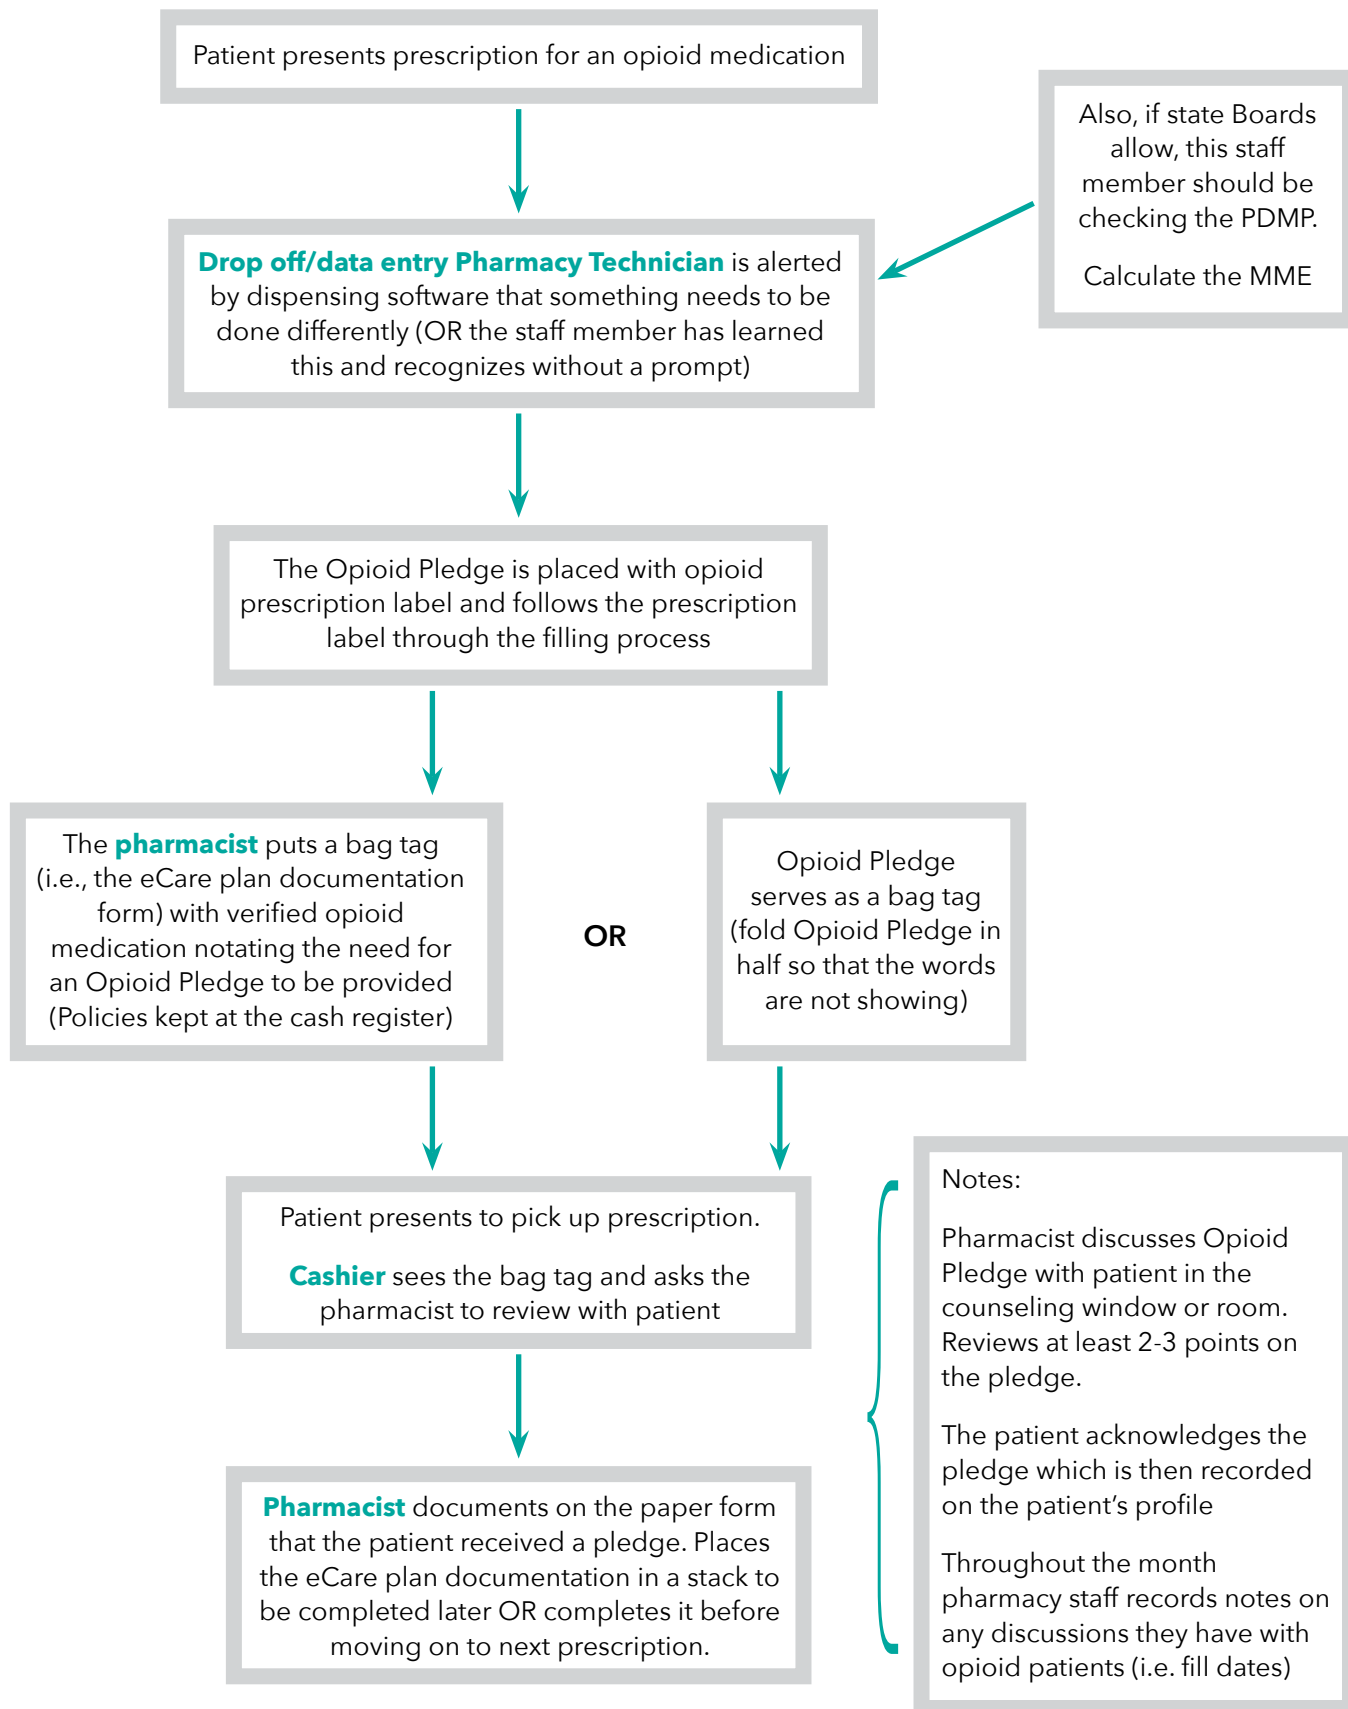 Patient presents prescription for an opioid medication
Also, if state Boards
allow, this staff
member should be
checking the PDMP.
Calculate the MME
Drop off/data entry Pharmacy Technician is alerted
by dispensing software that something needs to be
done differently (OR the staff member has learned
this and recognizes without a prompt)
The Opioid Pledge is placed with opioid
prescription label and follows the prescription
label through the filling process
The pharmacist puts a bag tag
(i.e., the eCare plan documentation
form) with verified opioid
medication notating the need for
an Opioid Pledge to be provided
(Policies kept at the cash register)
OR
Opioid Pledge
serves as a bag tag
(fold Opioid Pledge in
half so that the words
are not showing)
Patient presents to pick up prescription.
Cashier sees the bag tag and asks the
pharmacist to review with patient
Notes:
Pharmacist discusses Opioid
Pledge with patient in the
counseling window or room.
Reviews at least 2-3 points on
the pledge.
The patient acknowledges the
pledge which is then recorded
on the patient's profile
Throughout the month
pharmacy staff records notes on
any discussions they have with
opioid patients (i.e. fill dates)
Pharmacist documents on the paper form
that the patient received a pledge. Places
the eCare plan documentation in a stack to
be completed later OR completes it before
moving on to next prescription.